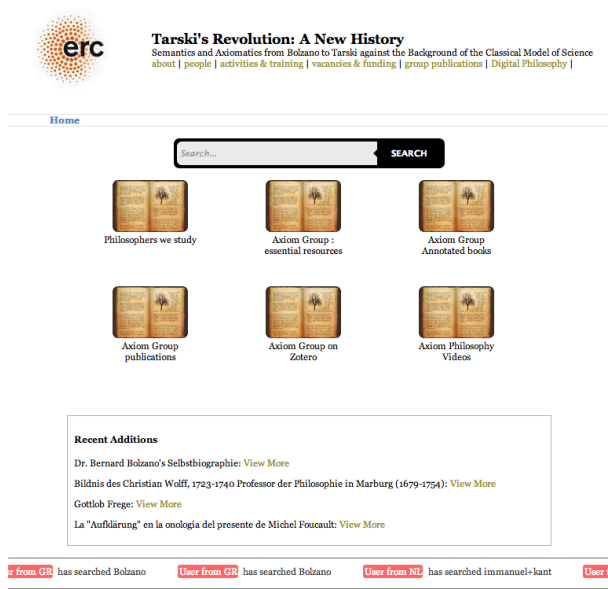 erc
Tarski's Revolution: A New History
Semantics and Axiomatics from Bolzano to Tarski against the Background of the Classical Model of Science
about | people | activities & training | vacancies & funding | group publications | Digital Philosophy |
Home
Search... SEARCH
Philosophers we study
Axiom Group :
essential resources
Axiom Group
Annotated books
Axiom Group
publications
Axiom Group on
Zotero
Axiom Philosophy
Videos
Recent Additions
Dr. Bernard Bolzano's Selbstbiographie: View More
Bildnis des Christian Wolff, 1723-1740 Professor der Philosophie in Marburg (1679-1754): View More
Gottlob Frege: View More
La "Aufklärung" en la onología del presente de Michel Foucault: View More
er from GR has searched Bolzano User from GR has searched Bolzano User from NL has searched immanuel+kant User